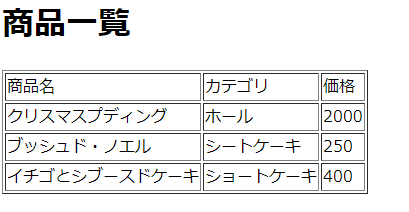 商品一覧
商品名 カテゴリ 価格
クリスマスプディング ホール 2000
ブッシュド・ノエル シートケーキ 250
イチゴとシブースドケーキ ショートケーキ 400